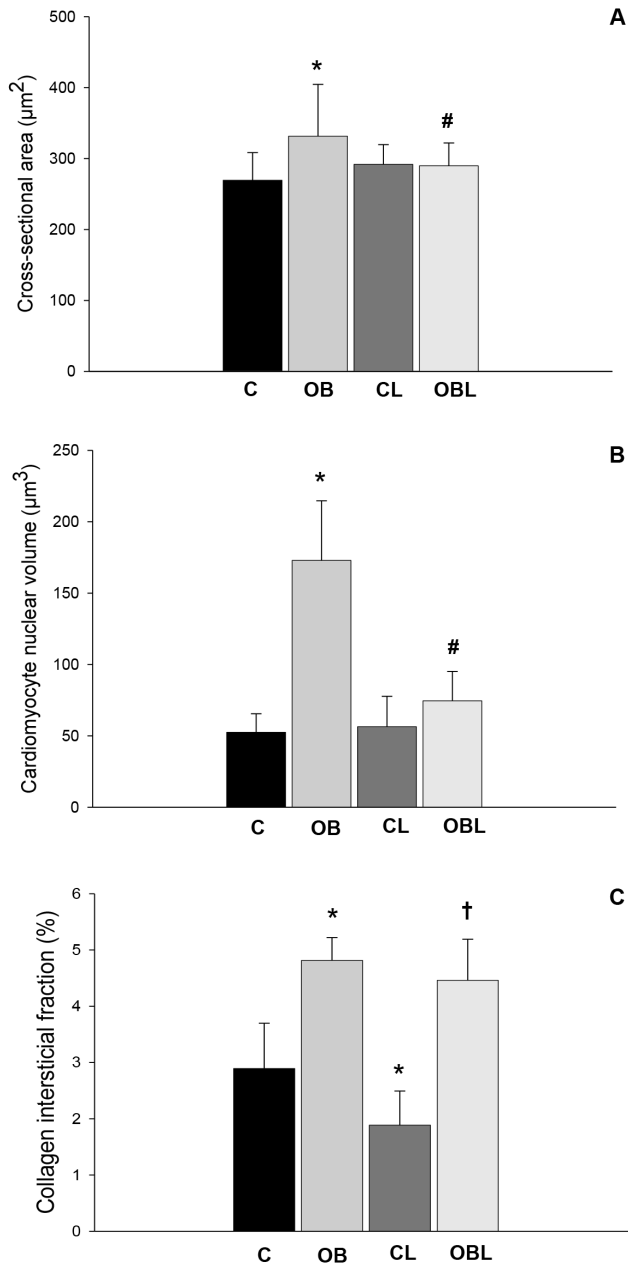 A
Cross-sectional area (µm²)
500
400
300
200
100
0
*
#
C OB CL OBL
B
Cardiomyocyte nuclear volume (µm³)
250
200
150
100
50
0
*
#
C OB CL OBL
C
Collagen intersticial fraction (%)
6
5
4
3
2
1
0
*
*
†
C OB CL OBL